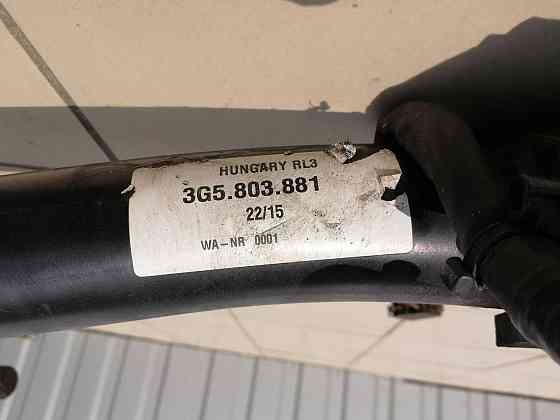 HUNGARY RL3
3G5.803.881
22/15
WA-NR 0001